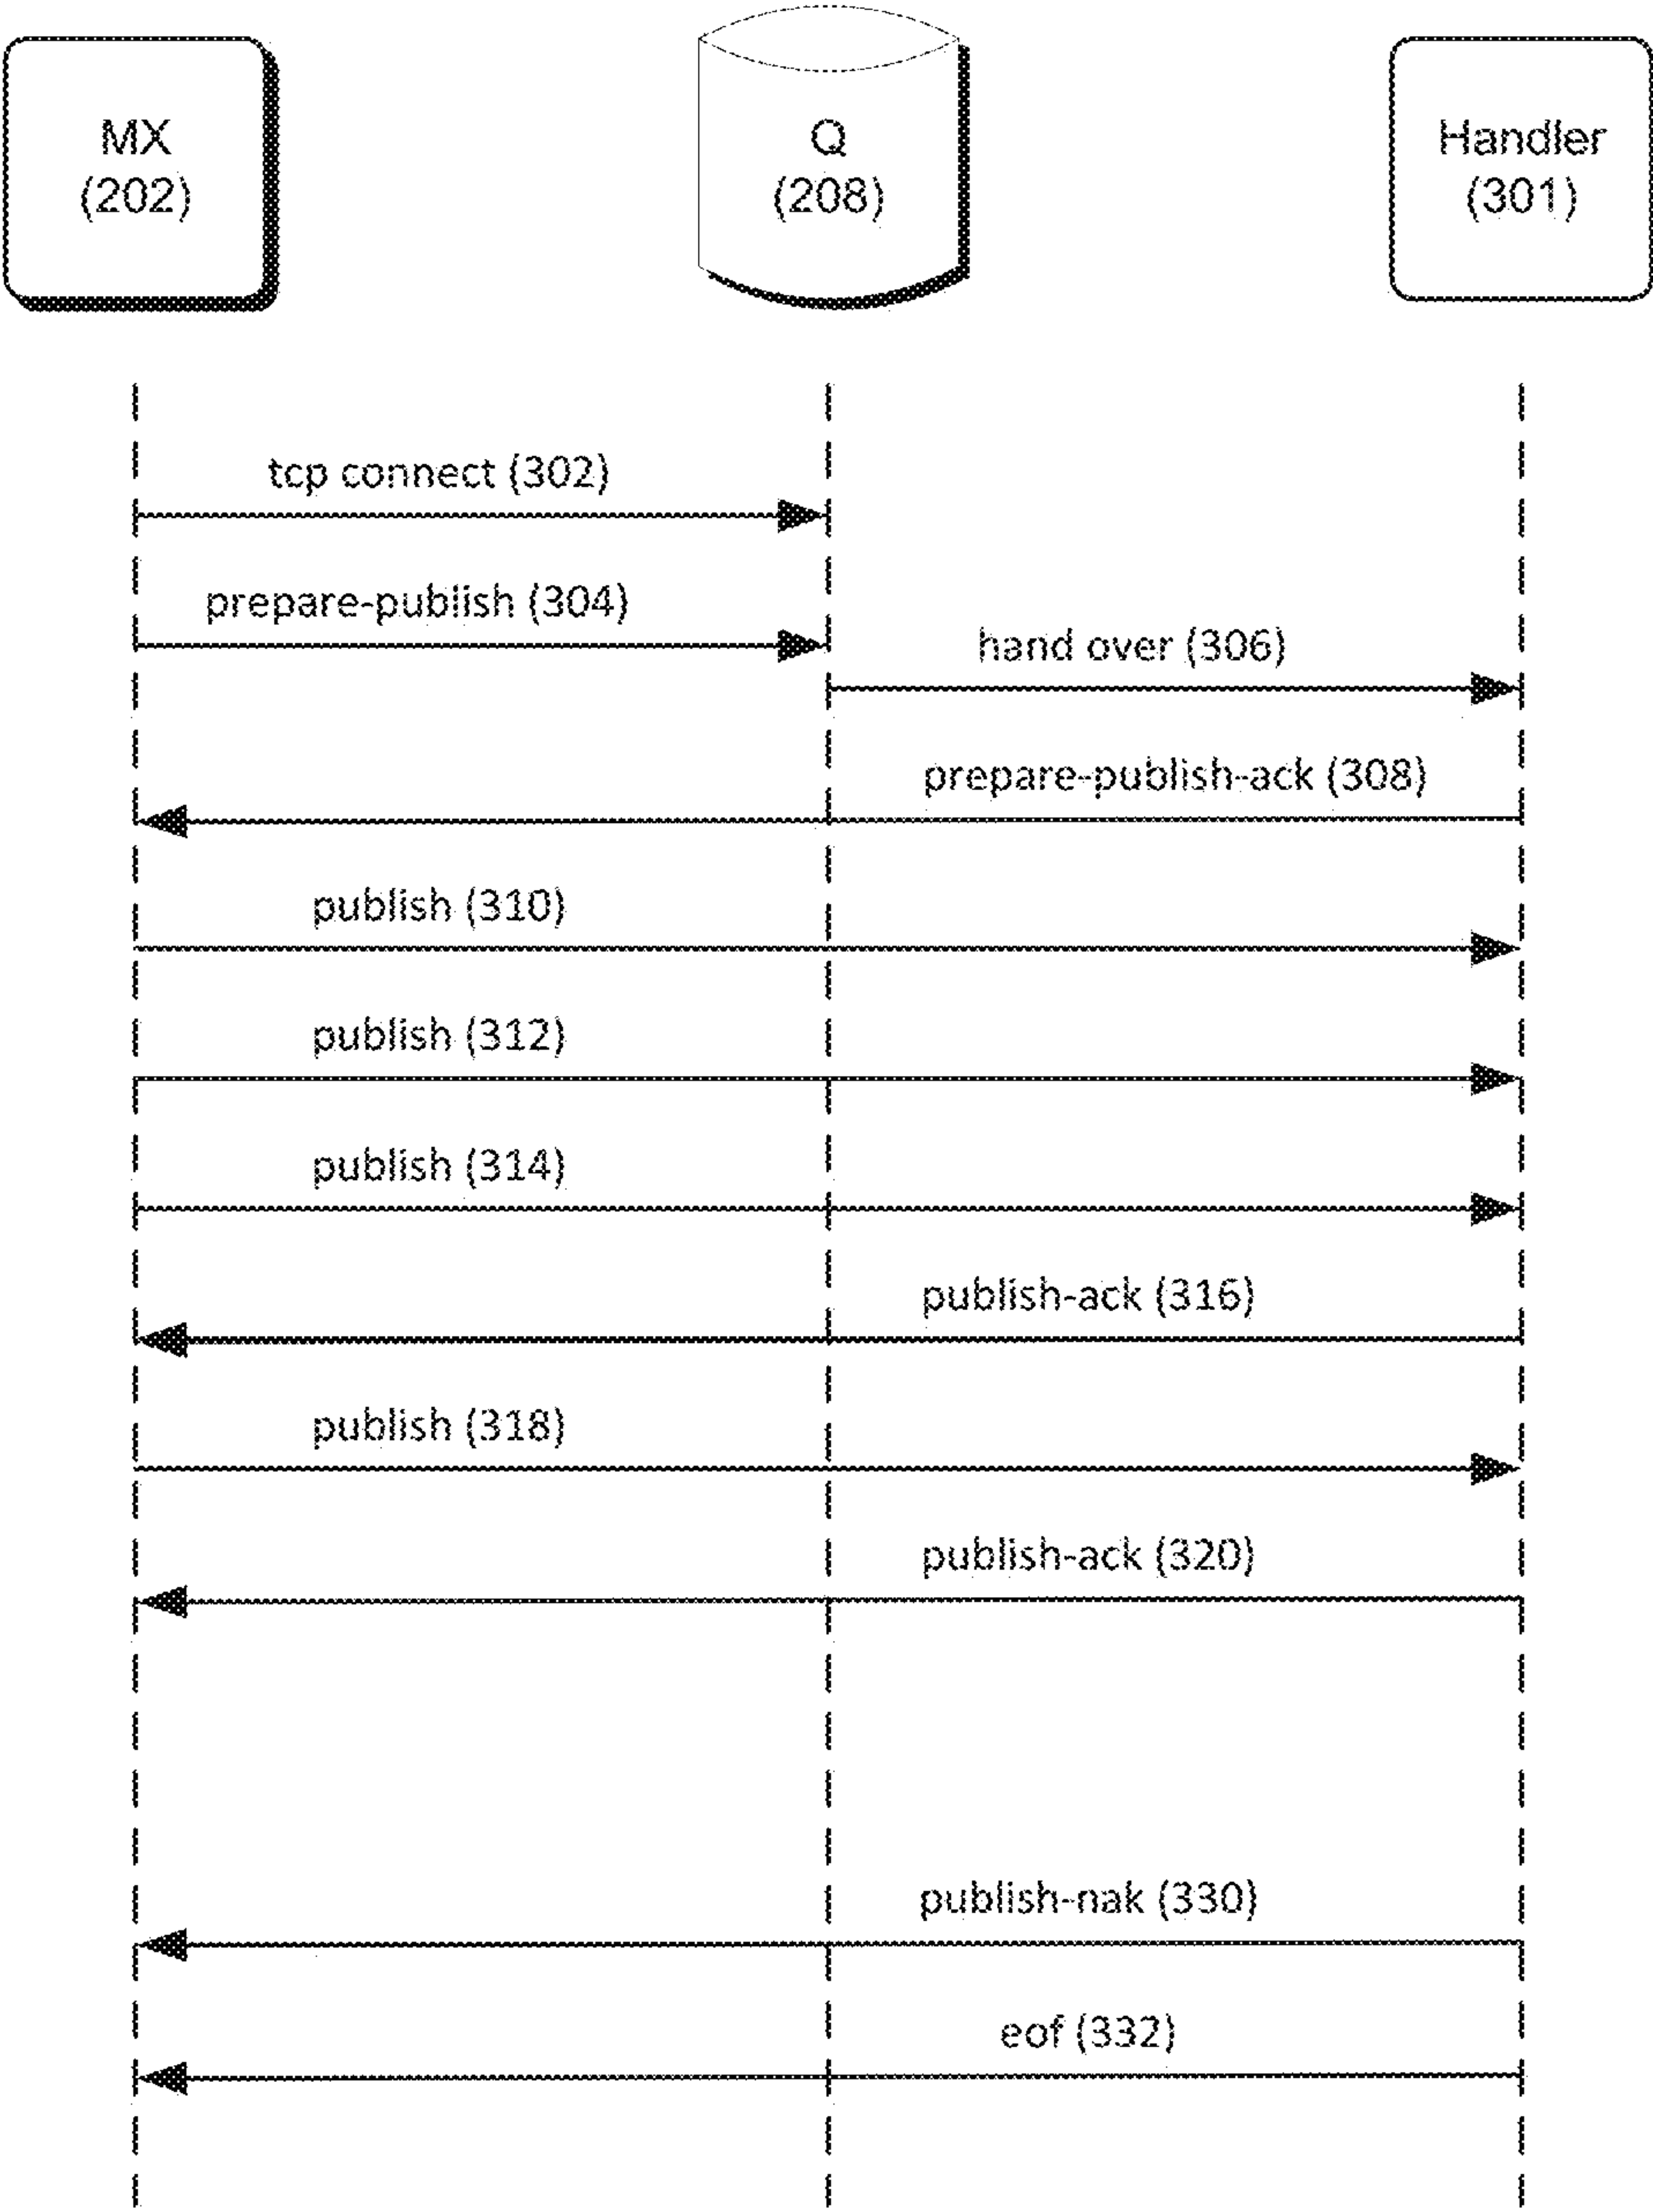 MX
(202)
Q
(208)
Handler
(301)
tcp connect (302)
prepare-publish (304)
hand over (306)
prepare-publish-ack (308)
publish (310)
publish (312)
publish (314)
publish-ack (316)
publish (318)
publish-ack (320)
publish-nak (330)
eof (332)